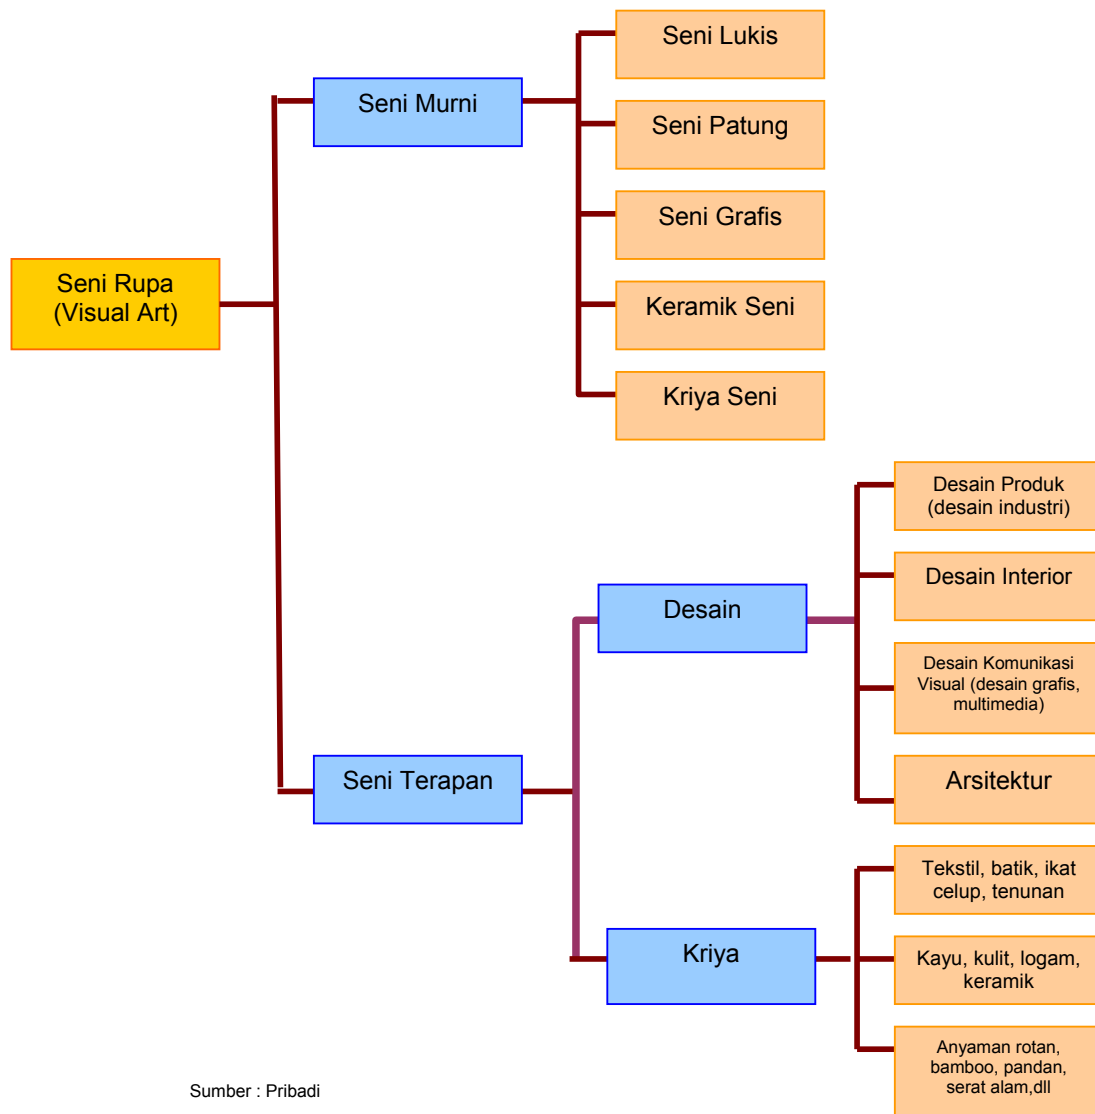 Seni Lukis
Seni Murni
Seni Patung
Seni Grafis
Seni Rupa
(Visual Art)
Keramik Seni
Kriya Seni
Desain Produk
(desain industri)
Desain Interior
Desain
Desain Komunikasi
Visual (desain grafis,
multimedia)
Seni Terapan
Arsitektur
Tekstil, batik, ikat
celup, tenunan
Kriya
Kayu, kulit, logam,
keramik
Anyaman rotan,
bamboo, pandan,
serat alam,dll
Sumber : Pribadi